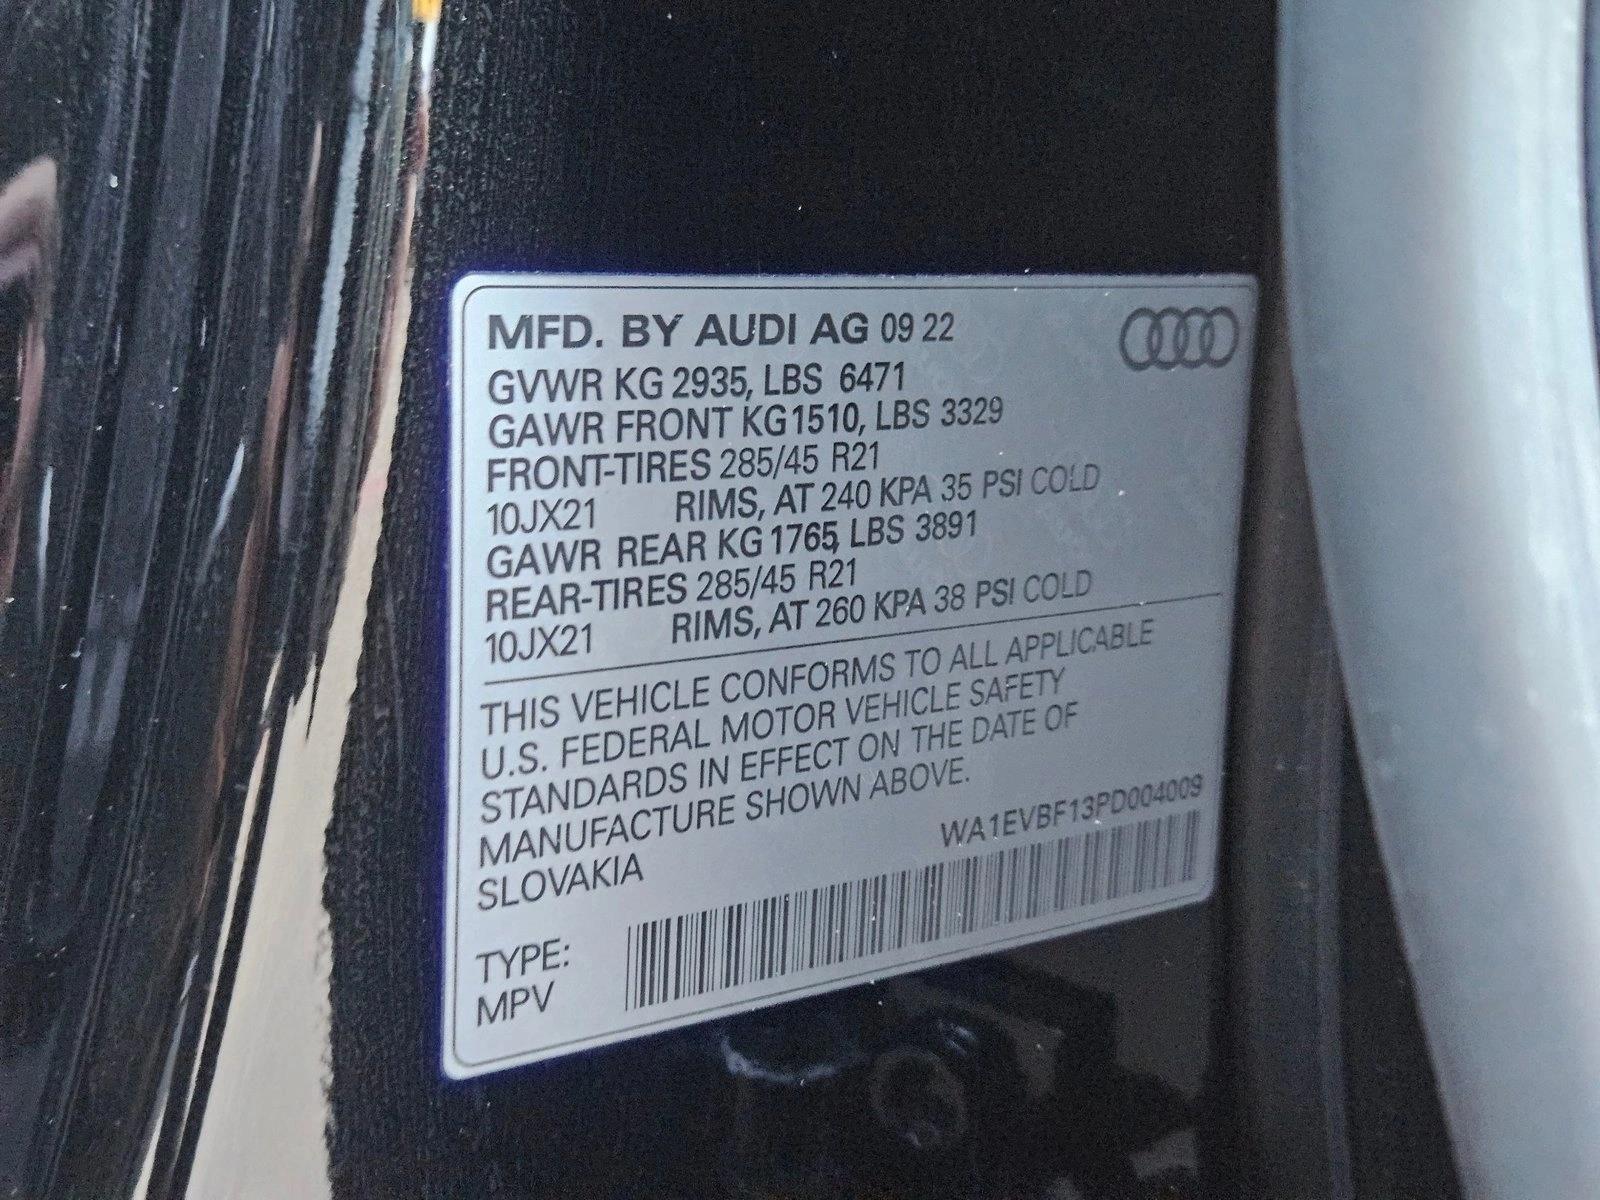 MFD. BY AUDI AG 09 22
GVWR KG 2935, LBS 6471
GAWR FRONT KG1510, LBS 3329
FRONT-TIRES 285/45 R21
10JX21 RIMS, AT 240 KPA 35 PSI COLD
GAWR REAR KG 1765, LBS 3891
REAR-TIRES 285/45 R21
10JX21 RIMS, AT 260 KPA 38 PSI COLD
THIS VEHICLE CONFORMS TO ALL APPLICABLE
U.S. FEDERAL MOTOR VEHICLE SAFETY
STANDARDS IN EFFECT ON THE DATE OF
MANUFACTURE SHOWN ABOVE.
SLOVAKIA
WA1EVBF13PD004009
TYPE:
MPV